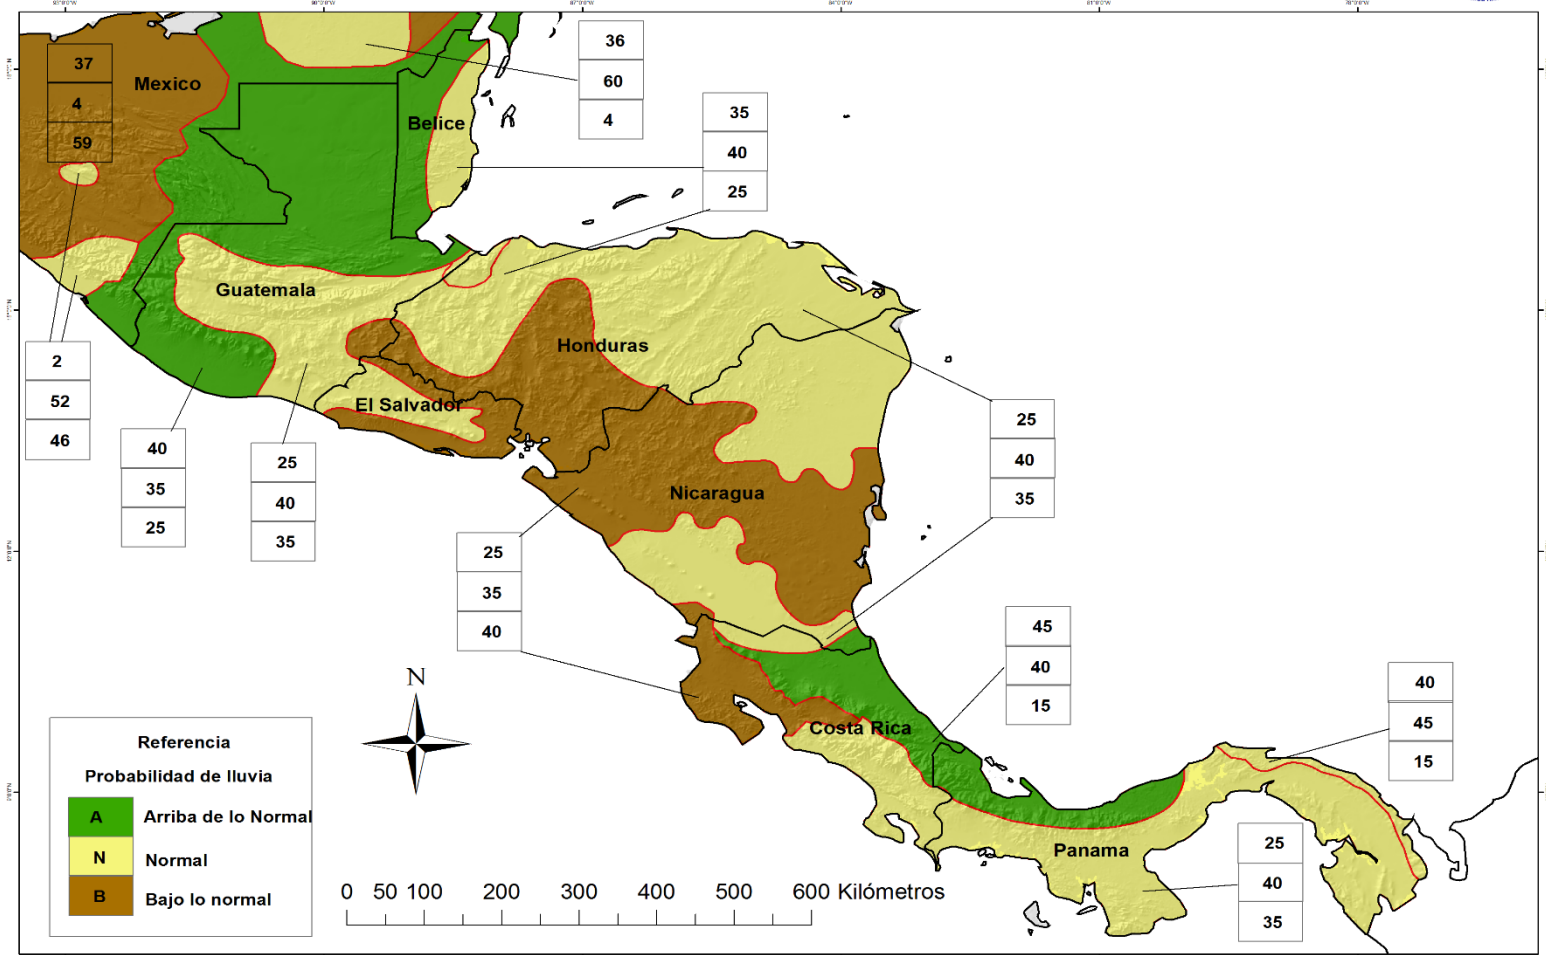 Mexico
37
4
59
36
60
4
Belice
35
40
25
Guatemala
Honduras
El Salvador
2
52
46
40
35
25
25
40
35
25
40
35
Nicaragua
25
35
40
45
40
15
40
45
15
Costa Rica
Panama
25
40
35
N
Referencia
Probabilidad de lluvia
A Arriba de lo Normal
N Normal
B Bajo lo normal
0 50 100 200 300 400 500 600 Kilómetros